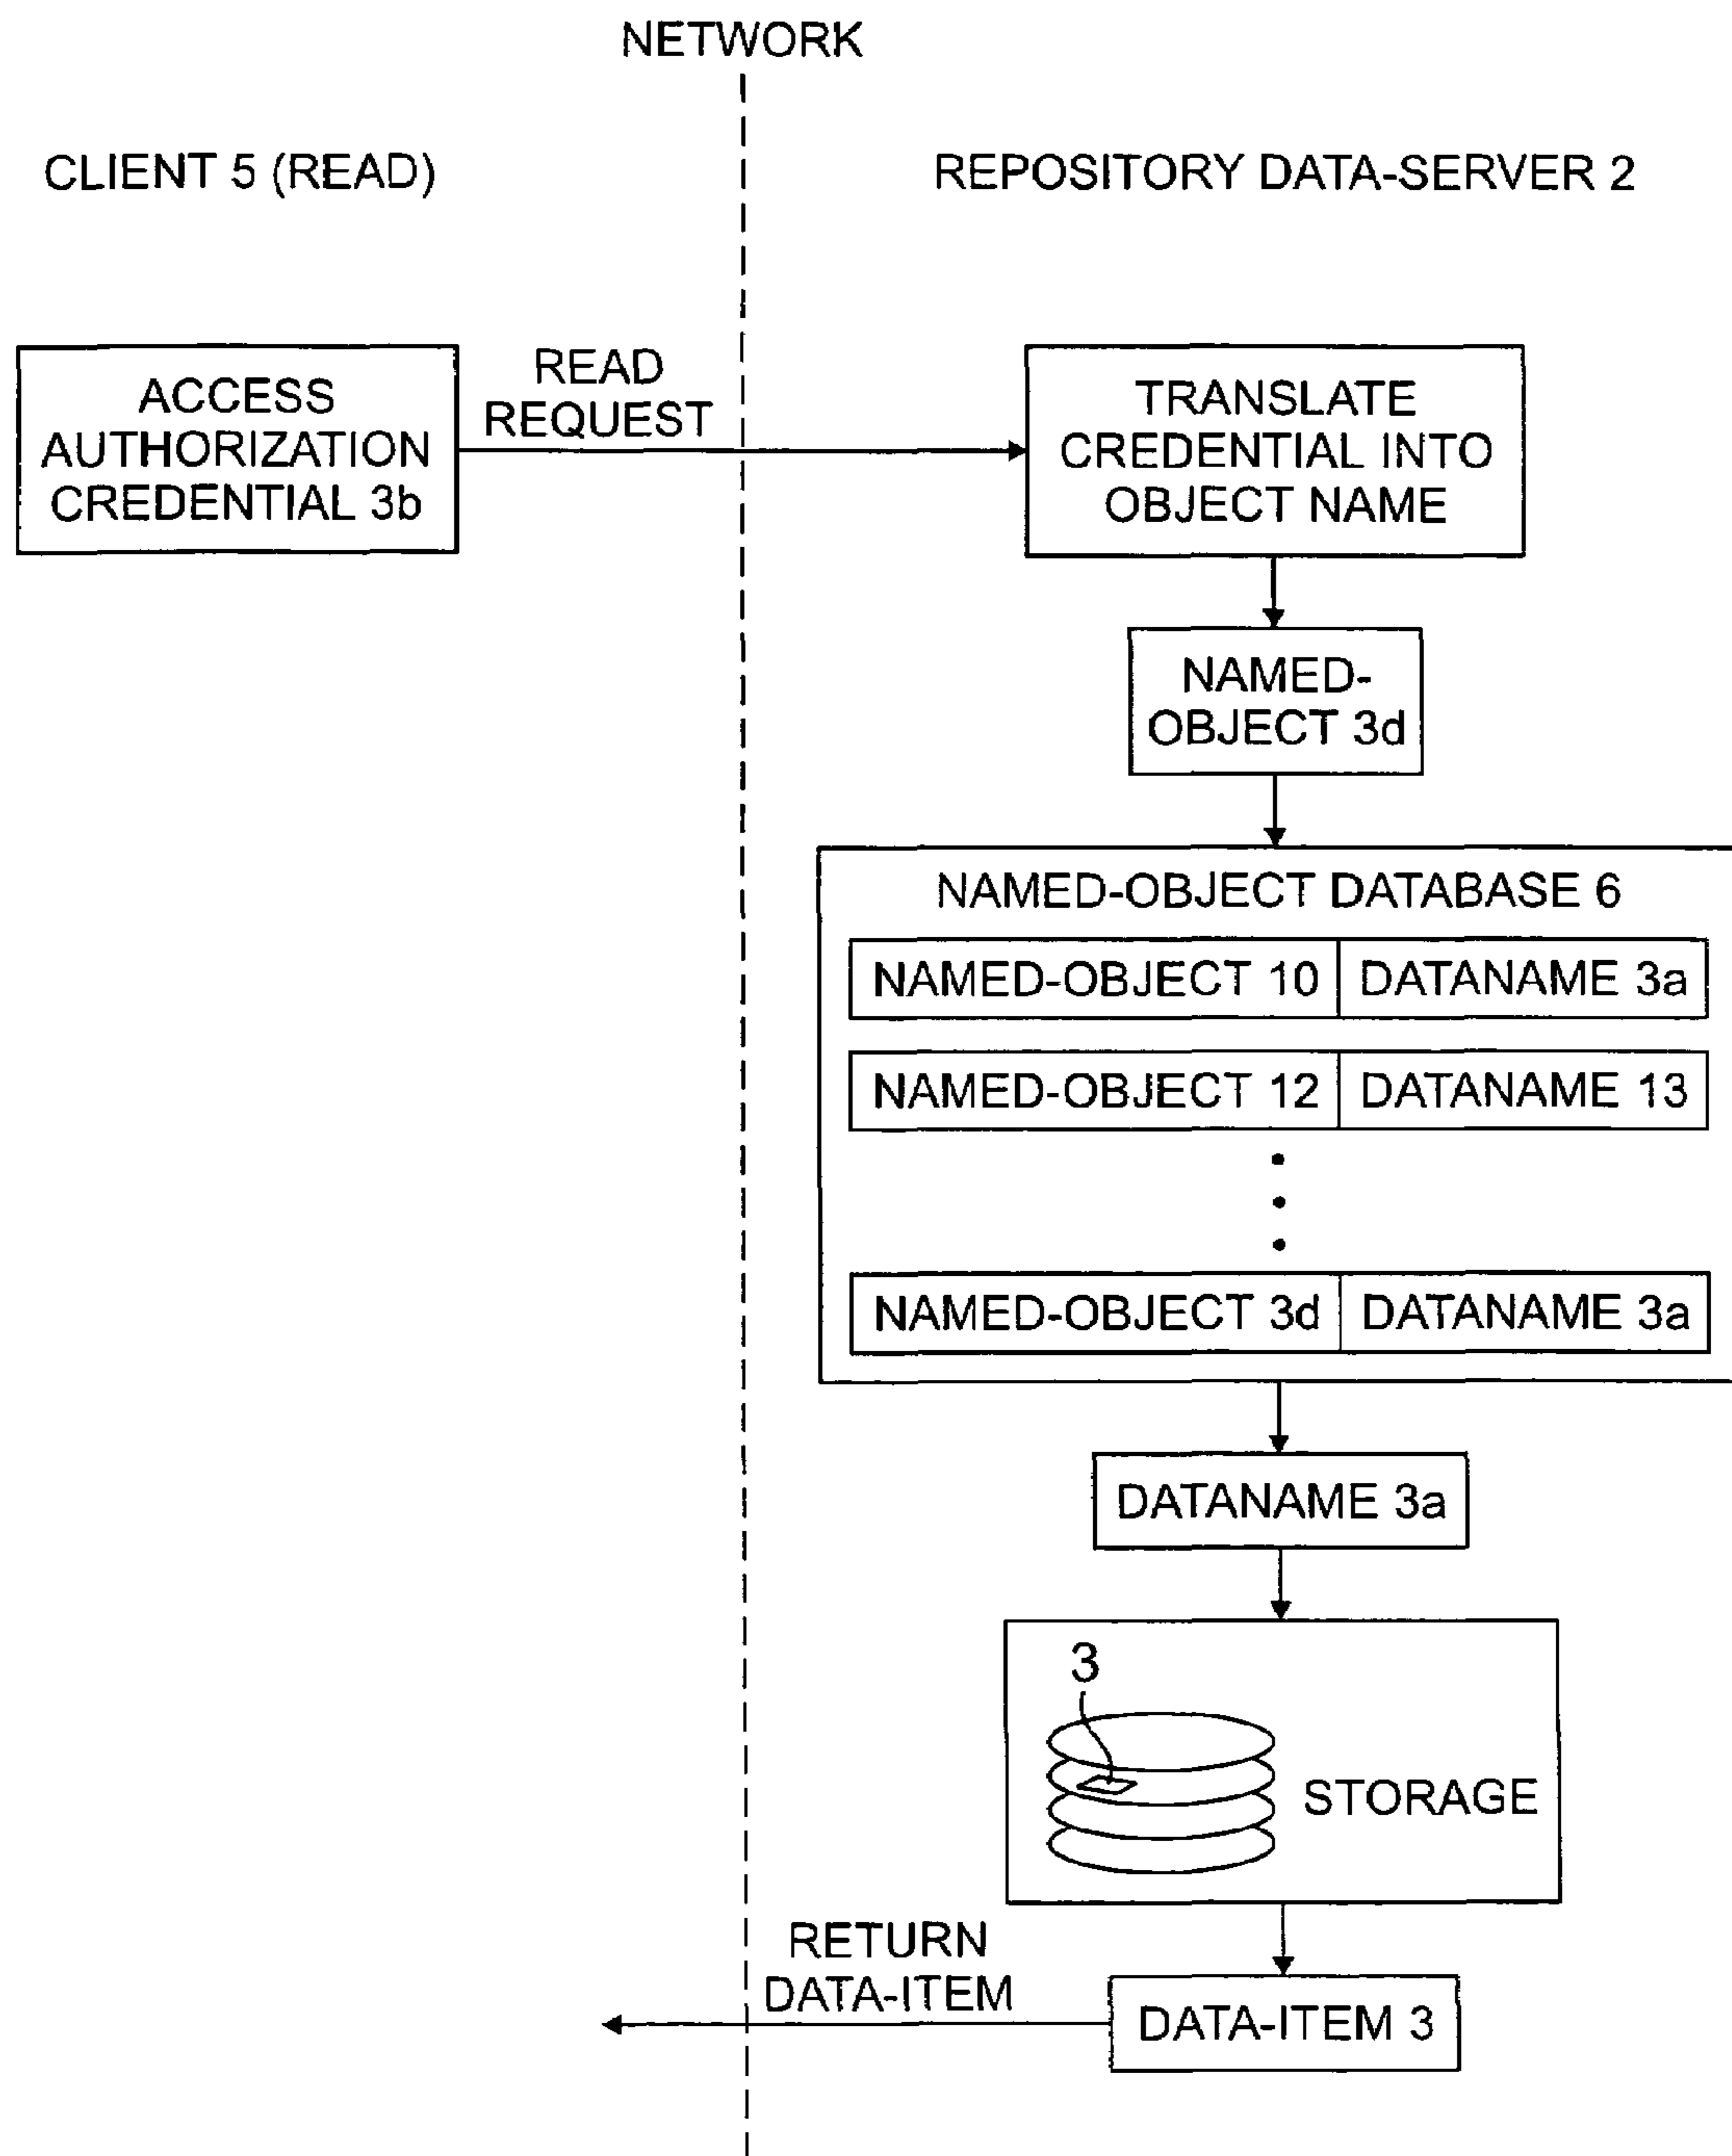 NETWORK
CLIENT 5 (READ)
REPOSITORY DATA-SERVER 2
ACCESS
AUTHORIZATION
CREDENTIAL 3b
READ
REQUEST
TRANSLATE
CREDENTIAL INTO
OBJECT NAME
NAMED-
OBJECT 3d
NAMED-OBJECT DATABASE 6
NAMED-OBJECT 10 DATANAME 3a
NAMED-OBJECT 12 DATANAME 13
NAMED-OBJECT 3d DATANAME 3a
DATANAME 3a
3
STORAGE
RETURN
DATA-ITEM
DATA-ITEM 3